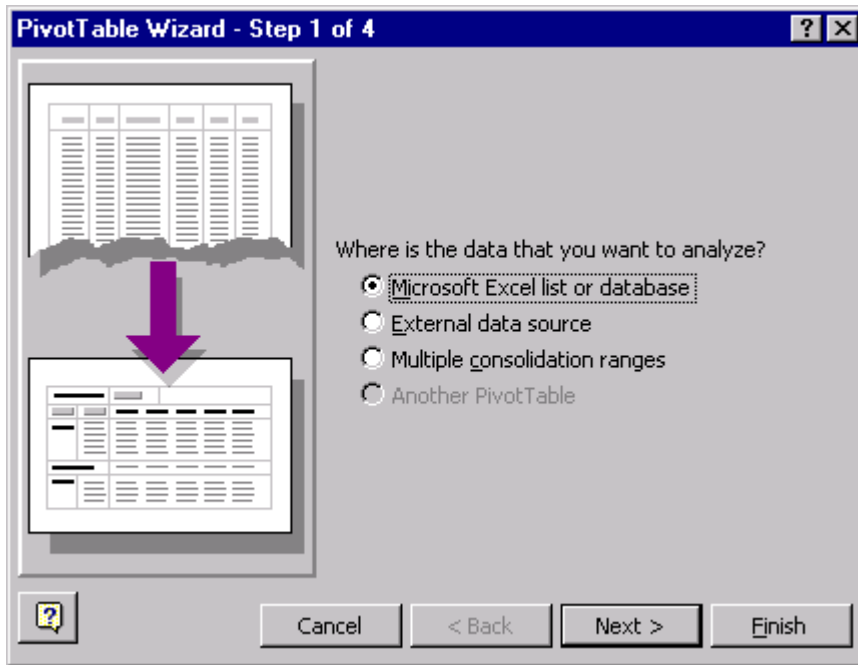 PivotTable Wizard - Step 1 of 4
Where is the data that you want to analyze?
Microsoft Excel list or database
External data source
Multiple consolidation ranges
Another PivotTable
Cancel
< Back
Next >
Finish